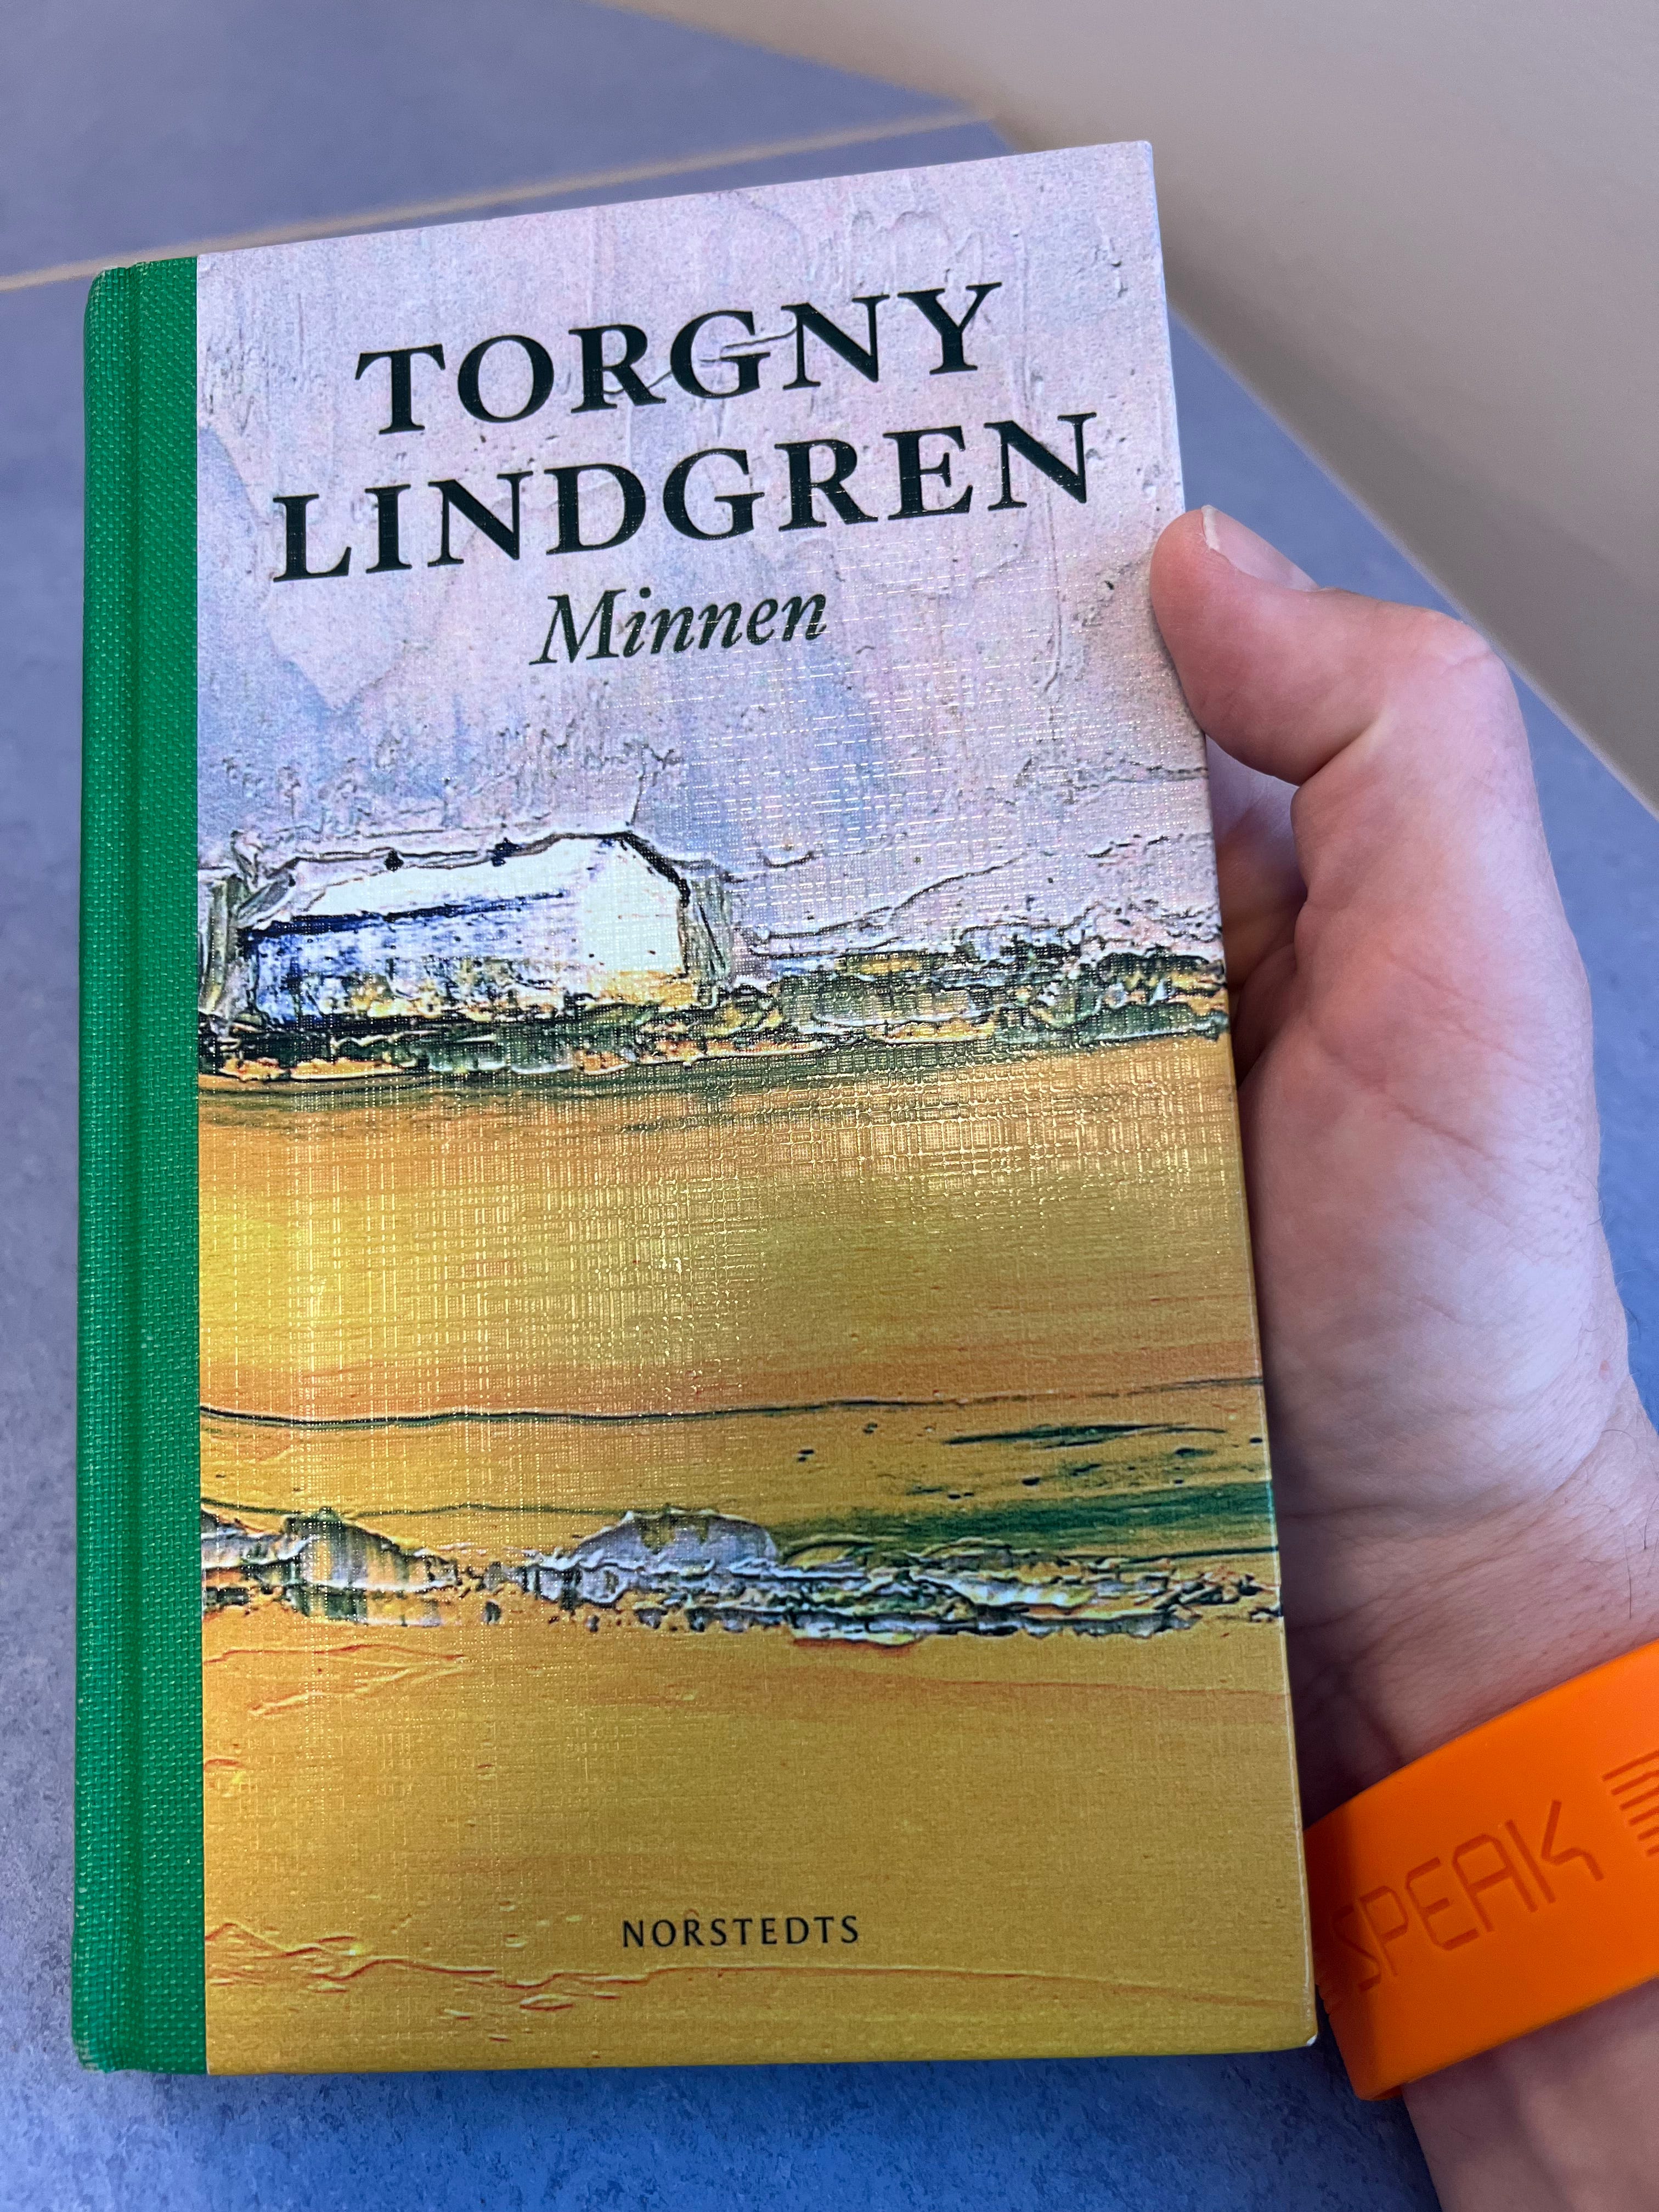 TORGNY
LINDGREN
Minnen
NORSTEDTS
SPEAK